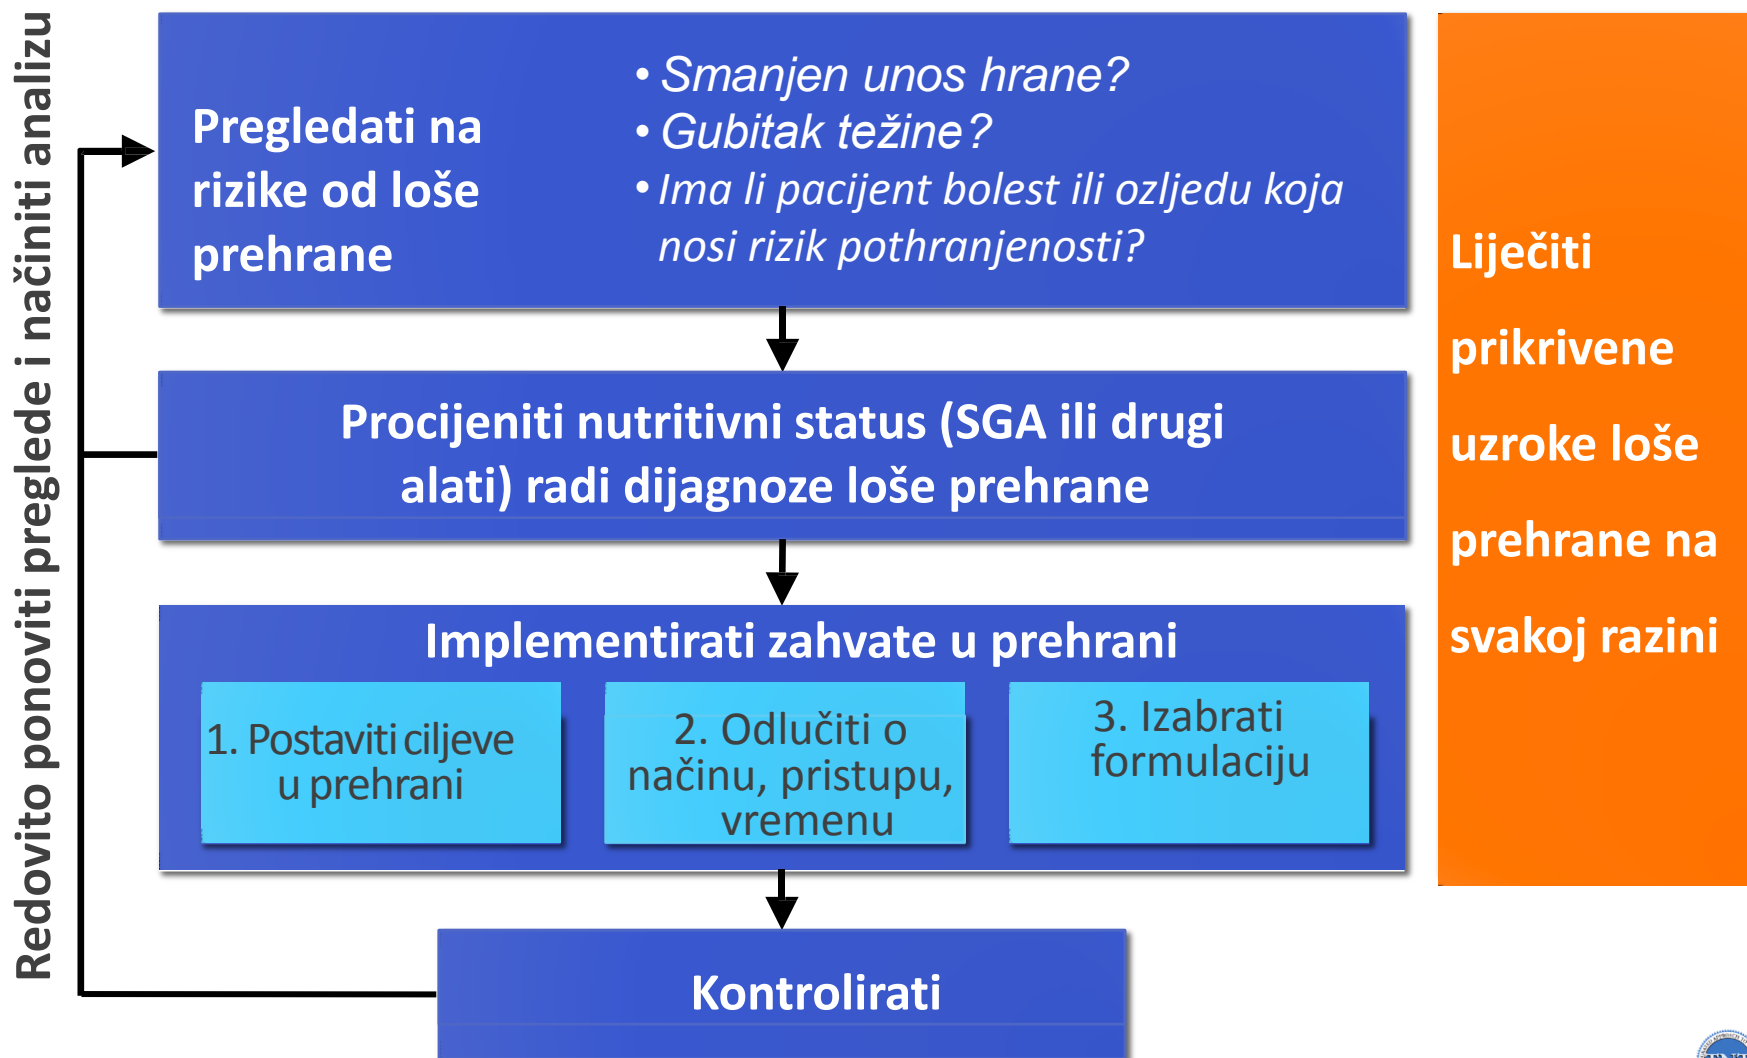 Redovito ponoviti preglede i načiniti analizu
Pregledati na
rizike od loše
prehrane
• Smanjen unos hrane?
• Gubitak težine?
• Ima li pacijent bolest ili ozljedu koja
nosi rizik pothranjenosti?
Procijeniti nutritivni status (SGA ili drugi
alati) radi dijagnoze loše prehrane
Implementirati zahvate u prehrani
1. Postaviti ciljeve
u prehrani
2. Odlučiti o
načinu, pristupu,
vremenu
3. Izabrati
formulaciju
Kontrolirati
Liječiti
prikrivene
uzroke loše
prehrane na
svakoj razini